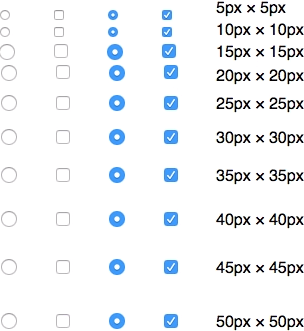 5px × 5px
10px × 10px
15px × 15px
20px × 20px
25px × 25px
30px × 30px
35px × 35px
40px × 40px
45px × 45px
50px × 50px